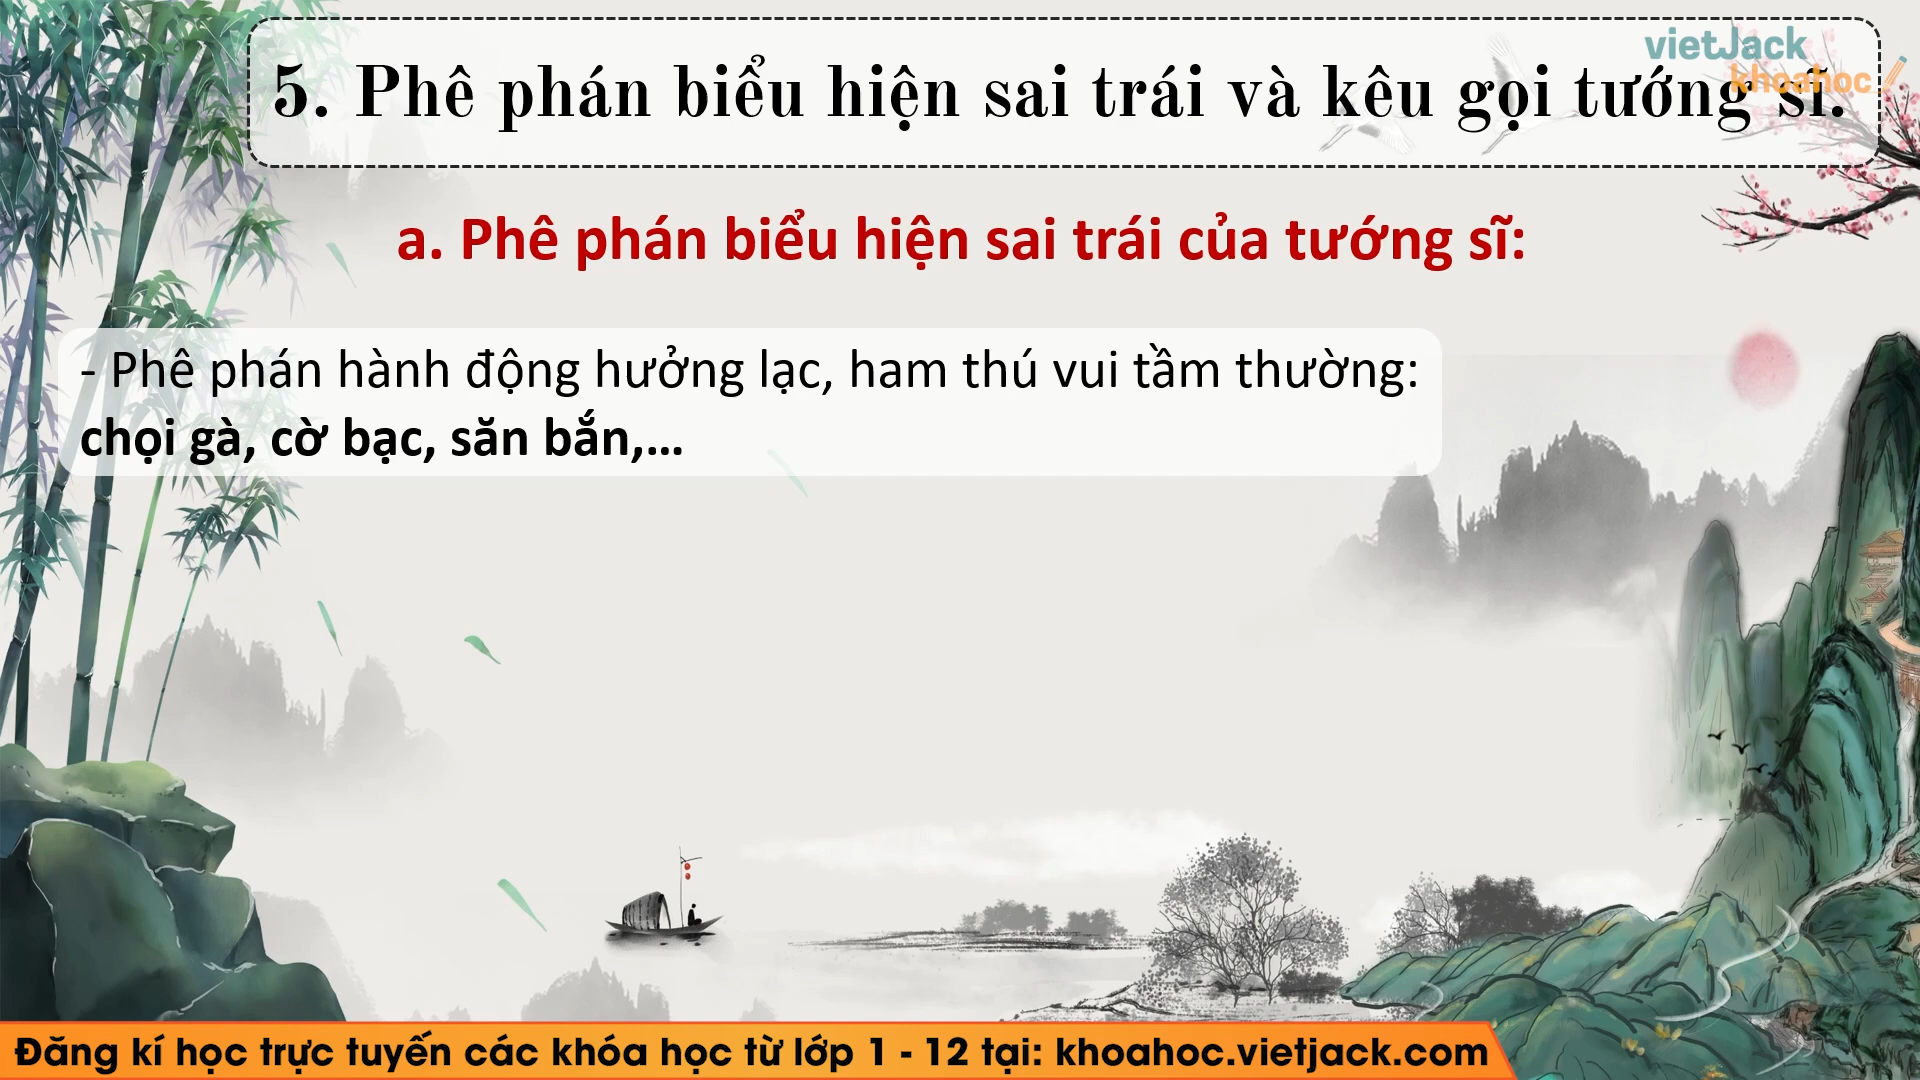 vietJack
khoahoc
5. Phê phán biểu hiện sai trái và kêu gọi tướng sĩ.
a. Phê phán biểu hiện sai trái của tướng sĩ:
- Phê phán hành động hưởng lạc, ham thú vui tầm thường:
chọi gà, cờ bạc, săn bắn,...
Đăng kí học trực tuyến các khóa học từ lớp 1 - 12 tại: khoahoc.vietjack.com